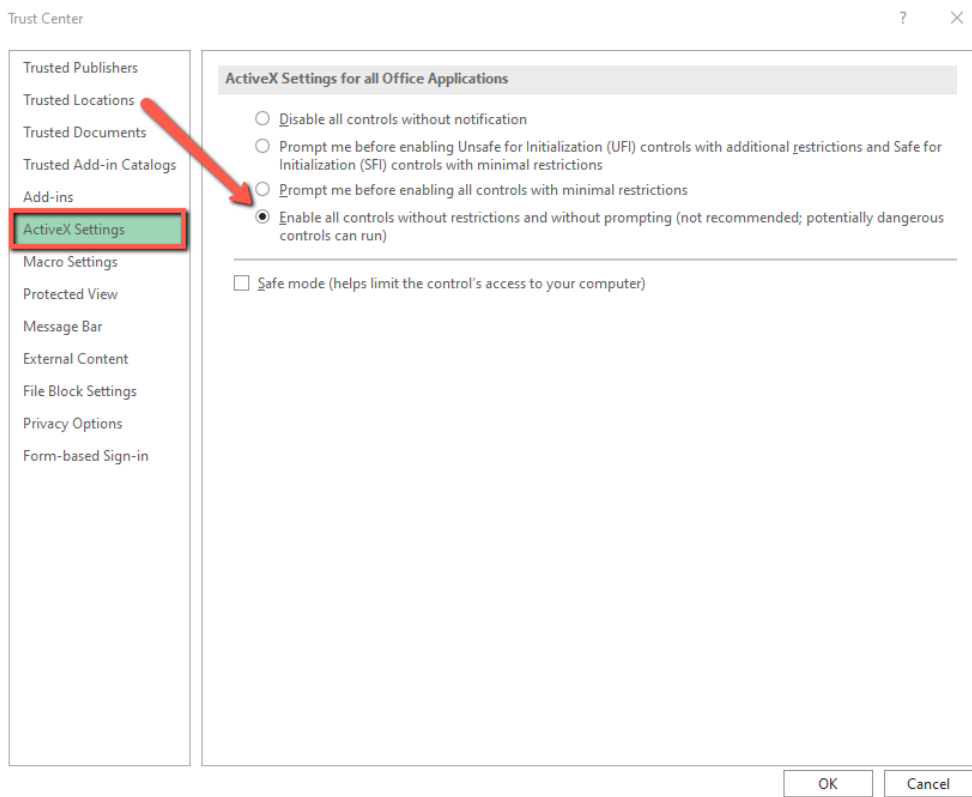 Trust Center
?
Trusted Publishers
Trusted Locations
Trusted Documents
Trusted Add-in Catalogs
Add-ins
ActiveX Settings
Macro Settings
Protected View
Message Bar
External Content
File Block Settings
Privacy Options
Form-based Sign-in
ActiveX Settings for all Office Applications
Disable all controls without notification
Prompt me before enabling Unsafe for Initialization (UFI) controls with additional restrictions and Safe for
Initialization (SFI) controls with minimal restrictions
Prompt me before enabling all controls with minimal restrictions
Enable all controls without restrictions and without prompting (not recommended; potentially dangerous
controls can run)
Safe mode (helps limit the control's access to your computer)
OK
Cancel